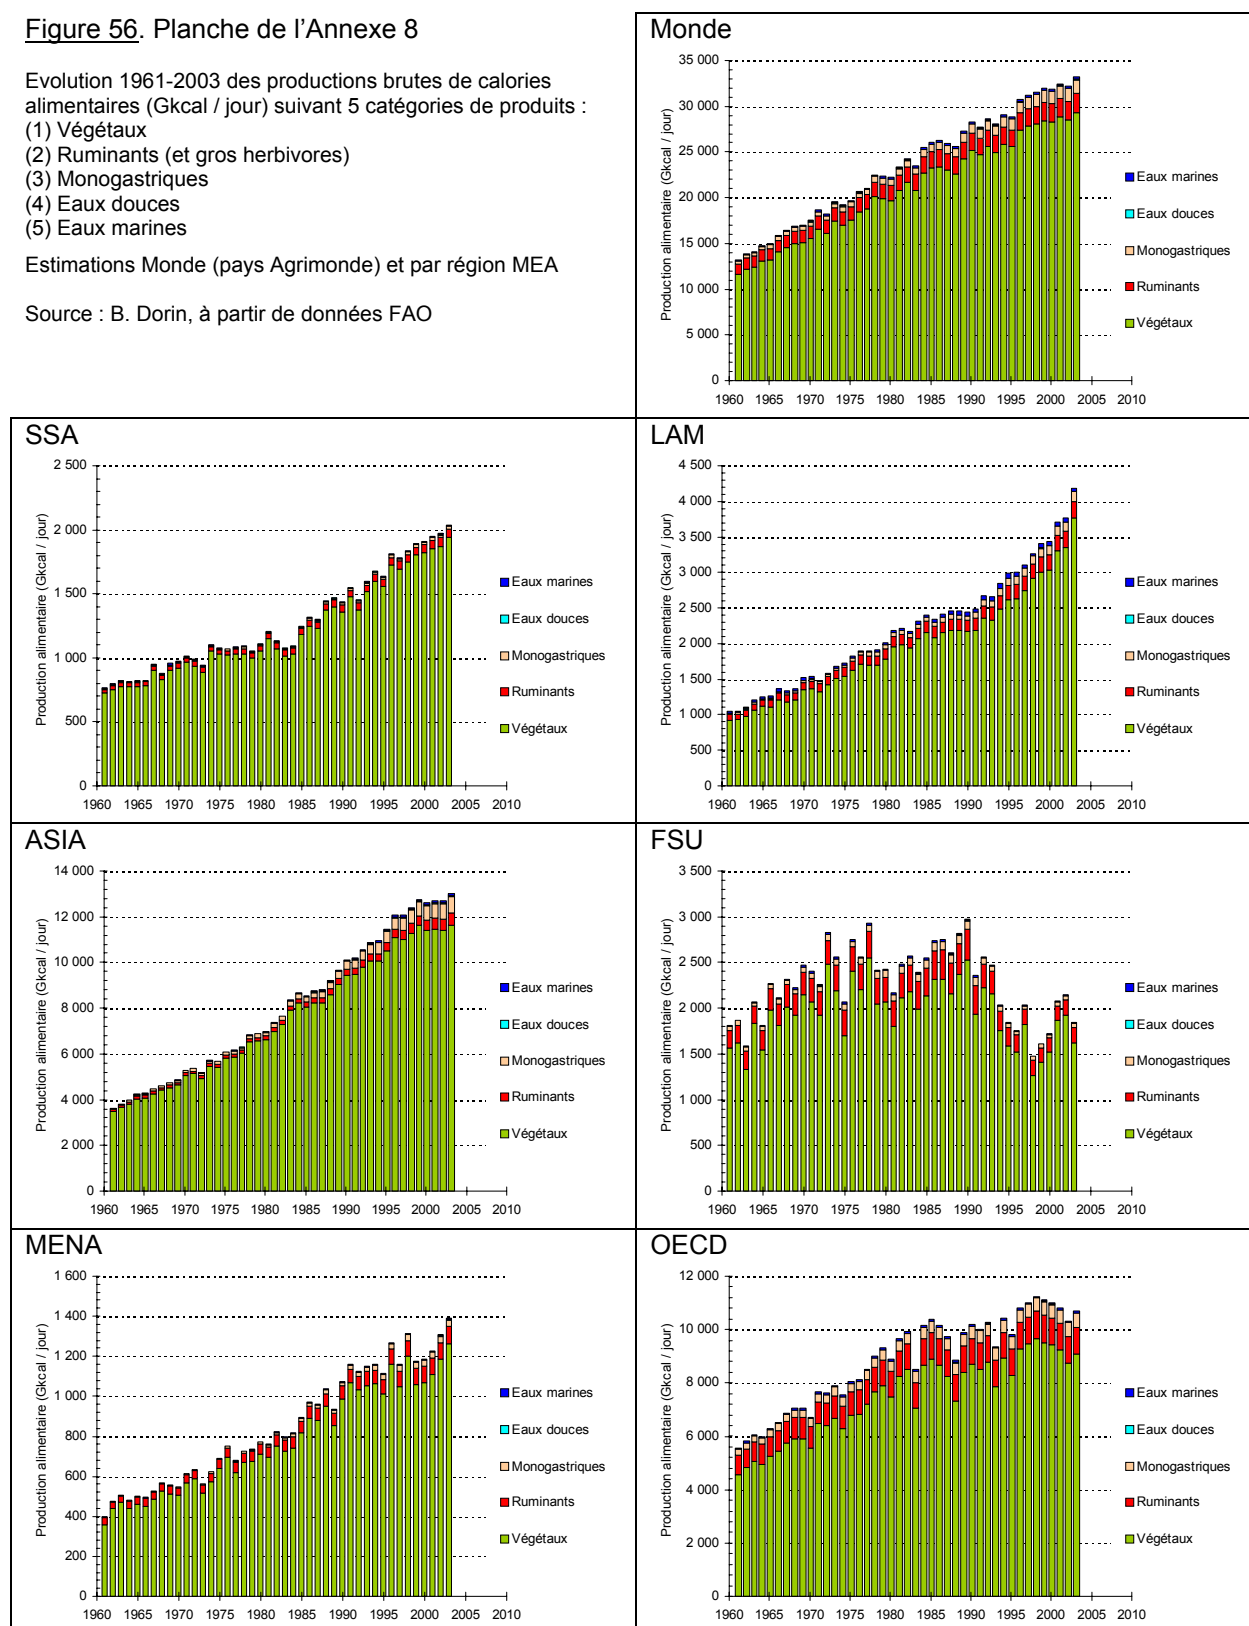 Figure 56. Planche de l'Annexe 8
Evolution 1961-2003 des productions brutes de calories
alimentaires (Gkcal / jour) suivant 5 catégories de produits :
(1) Végétaux
(2) Ruminants (et gros herbivores)
(3) Monogastriques
(4) Eaux douces
(5) Eaux marines
Estimations Monde (pays Agrimonde) et par région MEA
Source : B. Dorin, à partir de données FAO
Monde
Production alimentaire (Gkcal / jour)
35 000
30 000
25 000
20 000
15 000
10 000
5 000
0
1960 1965 1970 1975 1980 1985 1990 1995 2000 2005 2010
Eaux marines
Eaux douces
Monogastriques
Ruminants
Végétaux
SSA
Production alimentaire (Gkcal / jour)
2 500
2 000
1 500
1 000
500
0
1960 1965 1970 1975 1980 1985 1990 1995 2000 2005 2010
Eaux marines
Eaux douces
Monogastriques
Ruminants
Végétaux
LAM
Production alimentaire (Gkcal / jour)
4 500
4 000
3 500
3 000
2 500
2 000
1 500
1 000
500
0
1960 1965 1970 1975 1980 1985 1990 1995 2000 2005 2010
Eaux marines
Eaux douces
Monogastriques
Ruminants
Végétaux
ASIA
Production alimentaire (Gkcal / jour)
14 000
12 000
10 000
8 000
6 000
4 000
2 000
0
1960 1965 1970 1975 1980 1985 1990 1995 2000 2005 2010
Eaux marines
Eaux douces
Monogastriques
Ruminants
Végétaux
FSU
Production alimentaire (Gkcal / jour)
3 500
3 000
2 500
2 000
1 500
1 000
500
0
1960 1965 1970 1975 1980 1985 1990 1995 2000 2005 2010
Eaux marines
Eaux douces
Monogastriques
Ruminants
Végétaux
MENA
Production alimentaire (Gkcal / jour)
1 600
1 400
1 200
1 000
800
600
400
200
0
1960 1965 1970 1975 1980 1985 1990 1995 2000 2005 2010
Eaux marines
Eaux douces
Monogastriques
Ruminants
Végétaux
OECD
Production alimentaire (Gkcal / jour)
12 000
10 000
8 000
6 000
4 000
2 000
0
1960 1965 1970 1975 1980 1985 1990 1995 2000 2005 2010
Eaux marines
Eaux douces
Monogastriques
Ruminants
Végétaux